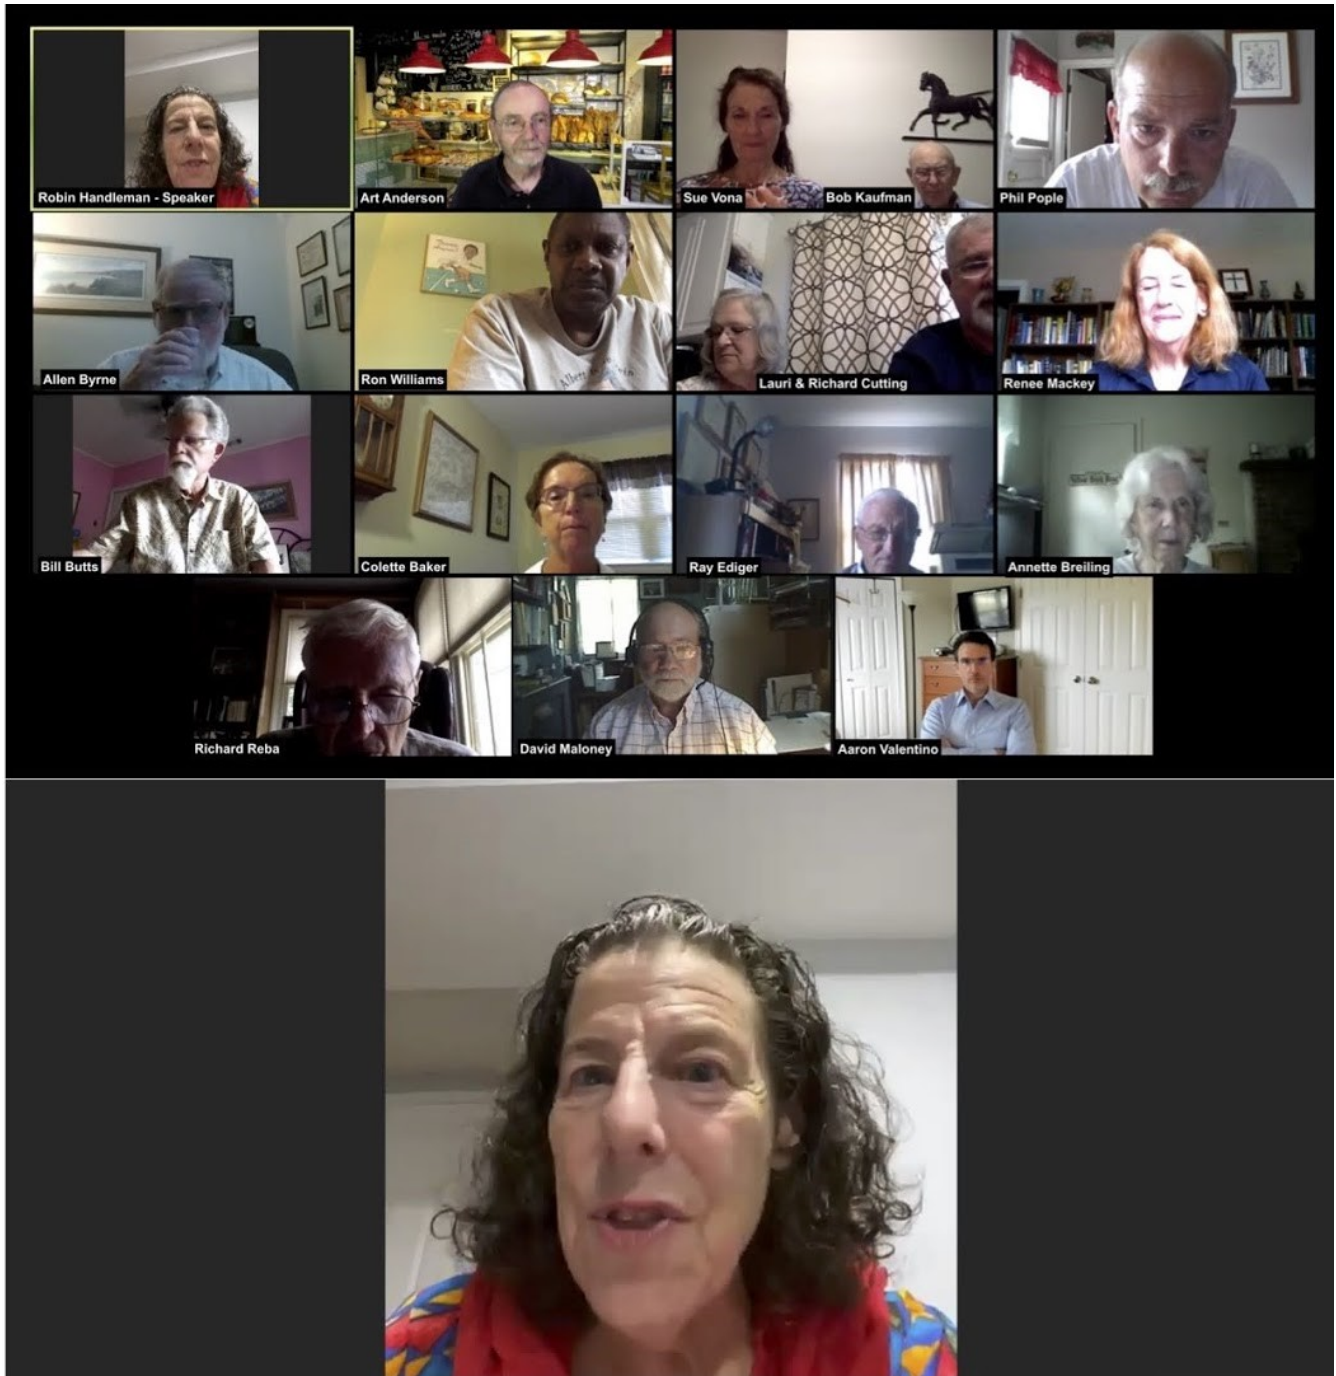 Robin Handleman - Speaker
Art Anderson
Sue Vona
Bob Kaufman
Phil Pople
Allen Byrne
Ron Williams
Lauri & Richard Cutting
Renee Mackey
Bill Butts
Colette Baker
Ray Ediger
Annette Breiling
Richard Reba
David Maloney
Aaron Valentino